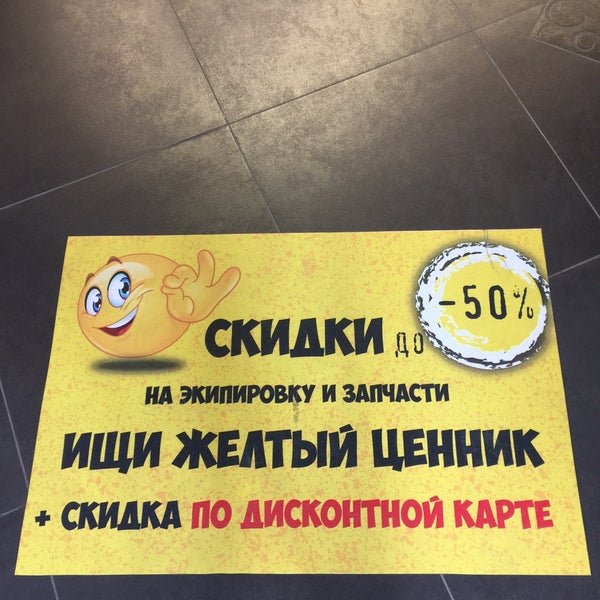 СКИДКИ ДО -50%
НА ЭКИПИРОВКУ И ЗАПЧАСТИ
ИЩИ ЖЕЛТЫЙ ЦЕННИК
+ СКИДКА ПО ДИСКОНТНОЙ КАРТЕ